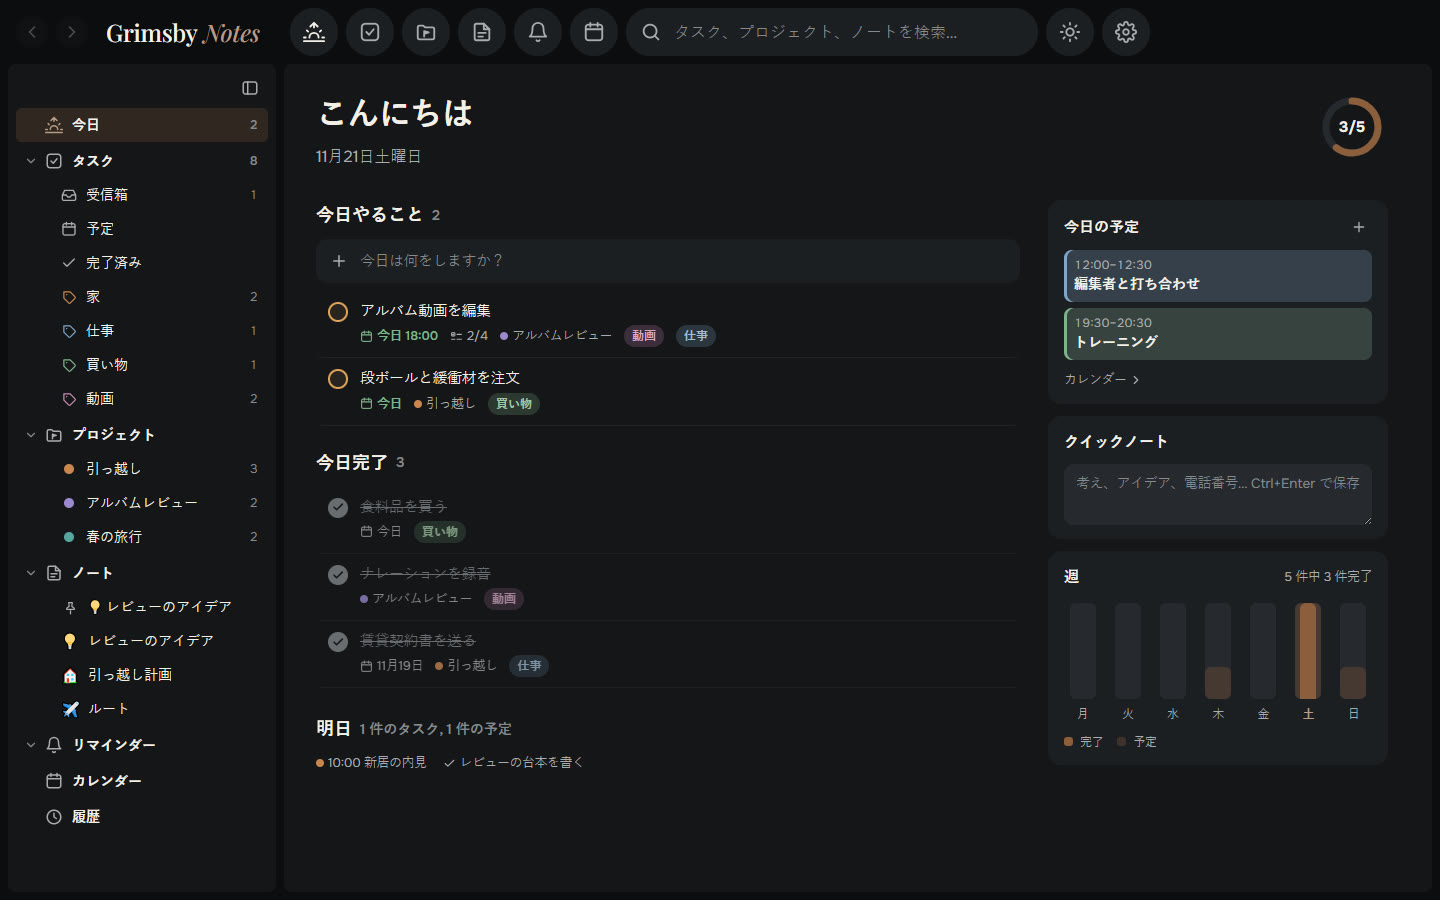 Grimsby Notes
タスク、プロジェクト、ノートを検索...
今日 2
タスク 8
受信箱 1
予定
完了済み
家 2
仕事 1
買い物 1
動画 2
プロジェクト
引っ越し 3
アルバムレビュー 2
春の旅行 2
ノート
レビューのアイデア
レビューのアイデア
引っ越し計画
ルート
リマインダー
カレンダー
履歴
こんにちは
11月21日土曜日
3/5
今日やること 2
今日は何をしますか？
アルバム動画を編集
今日 18:00 2/4 アルバムレビュー 動画 仕事
段ボールと緩衝材を注文
今日 引っ越し 買い物
今日完了 3
食料品を買う
今日 買い物
ナレーションを録音
アルバムレビュー 動画
賃貸契約書を送る
11月19日 引っ越し 仕事
明日 1 件のタスク, 1 件の予定
10:00 新居の内見 レビューの台本を書く
今日の予定
12:00–12:30
編集者と打ち合わせ
19:30–20:30
トレーニング
カレンダー
クイックノート
考え、アイデア、電話番号... Ctrl+Enter で保存
週 5 件中 3 件完了
月 火 水 木 金 土 日
完了 予定